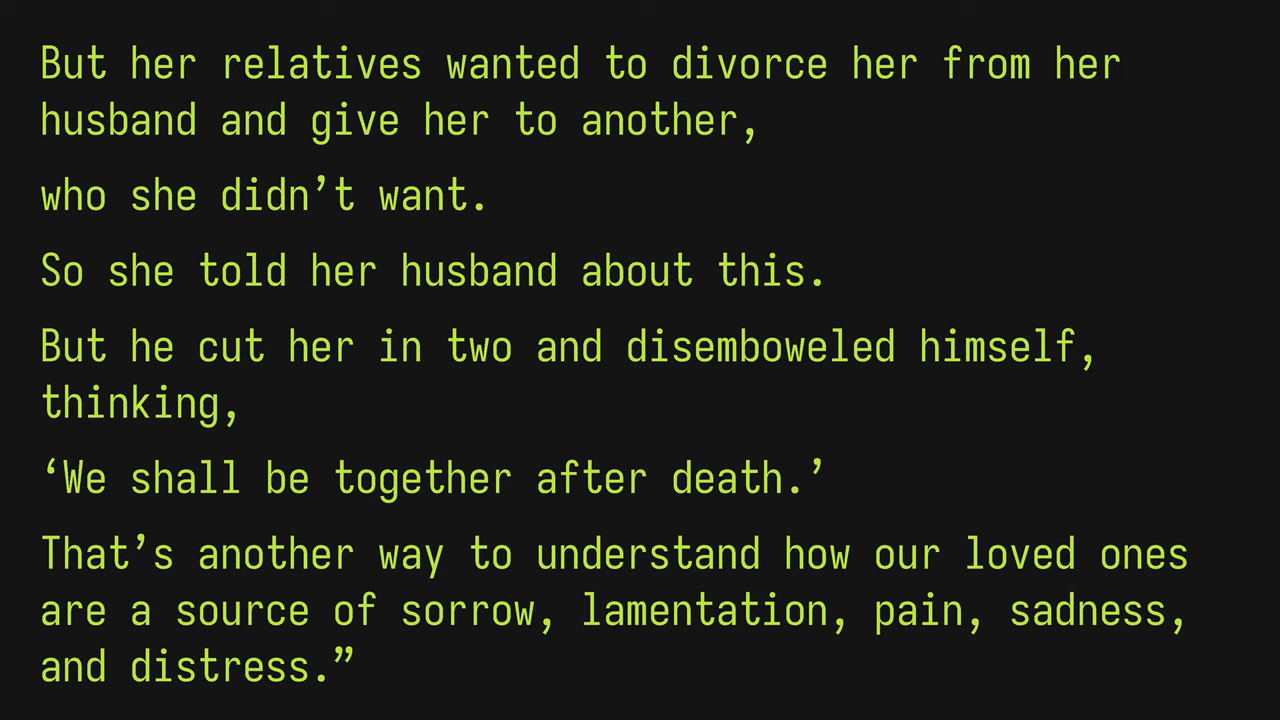 But her relatives wanted to divorce her from her
husband and give her to another,
who she didn’t want.
So she told her husband about this.
But he cut her in two and disemboweled himself,
thinking,
‘We shall be together after death.’
That’s another way to understand how our loved ones
are a source of sorrow, lamentation, pain, sadness,
and distress.”